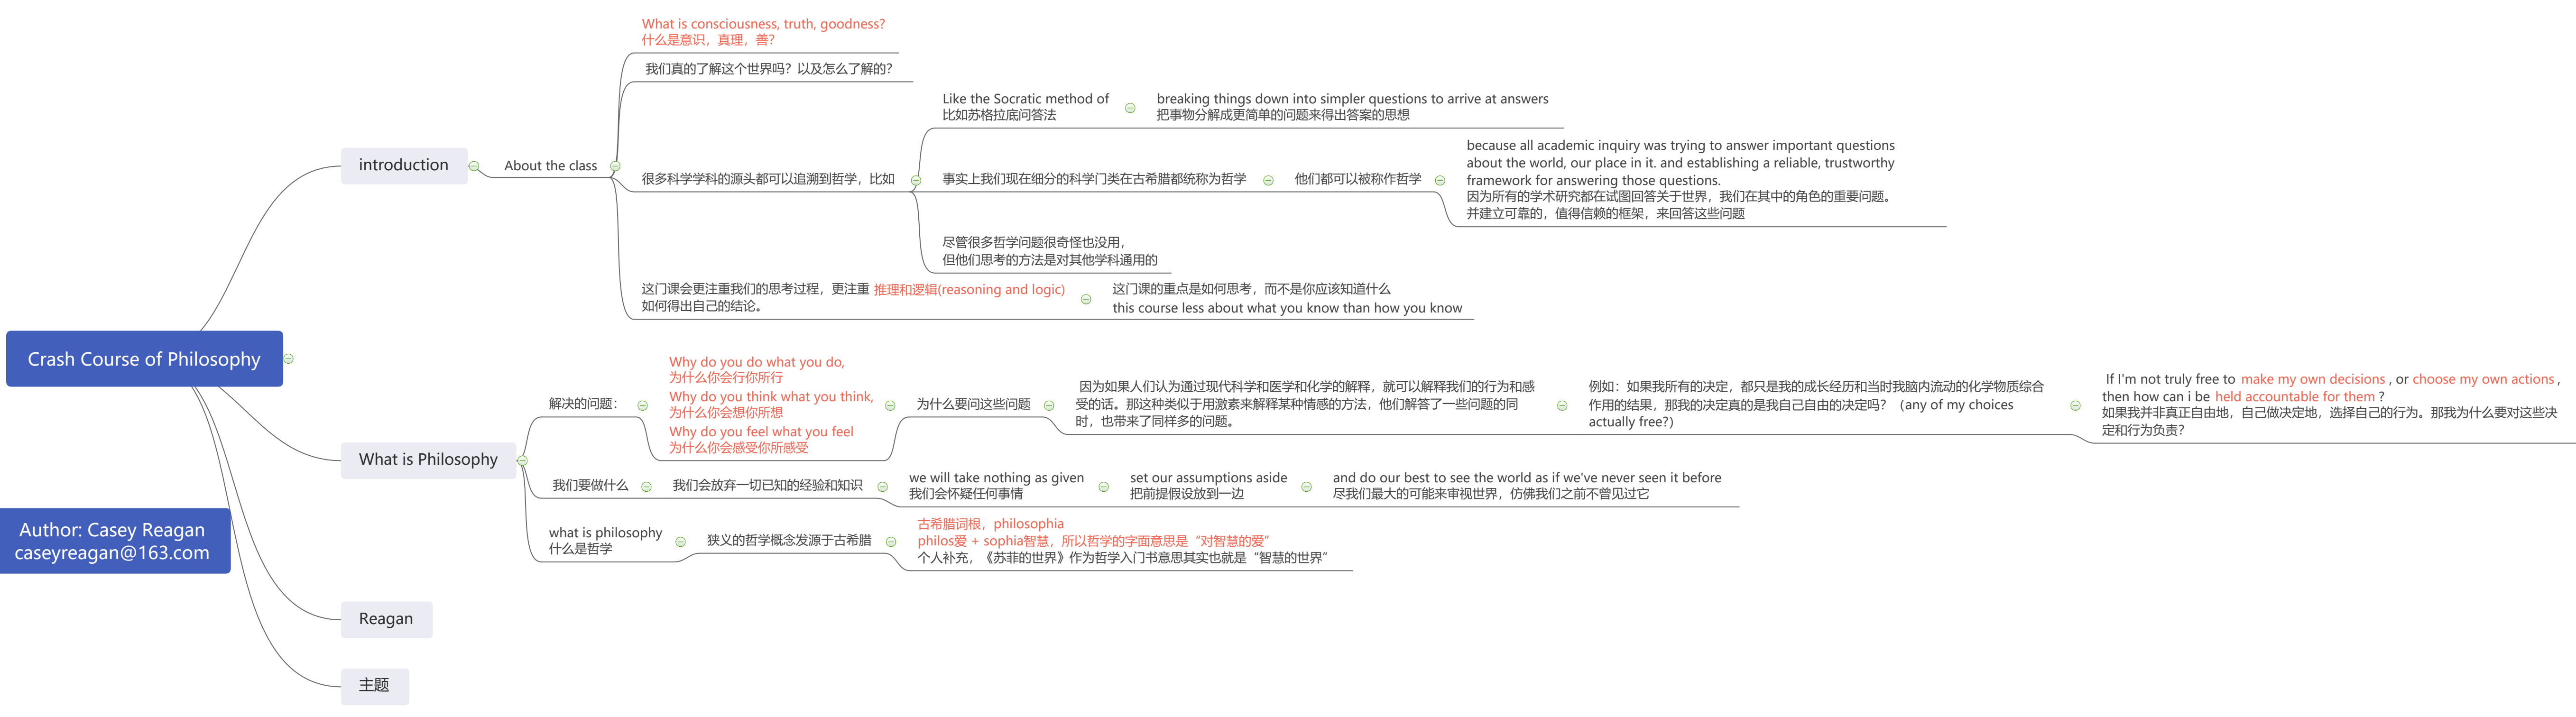 Crash Course of Philosophy
introduction
About the class
What is consciousness, truth, goodness?
什么是意识，真理，善？
我们真的了解这个世界吗？以及怎么了解的？
很多科学学科的源头都可以追溯到哲学，比如
Like the Socratic method of
比如苏格拉底问答法
breaking things down into simpler questions to arrive at answers
把事物分解成更简单的问题来得出答案的思想
事实上我们现在细分的科学门类在古希腊都统称为哲学
他们都可以被称作哲学
because all academic inquiry was trying to answer important questions
about the world, our place in it. and establishing a reliable, trustworthy
framework for answering those questions.
因为所有的学术研究都在试图回答关于世界，我们在其中的角色的重要问题。
并建立可靠的，值得信赖的框架，来回答这些问题
尽管很多哲学问题很奇怪也没用，
但他们思考的方法是对其他学科通用的
这门课会更注重我们的思考过程，更注重 推理和逻辑(reasoning and logic)
如何得出自己的结论。
这门课的重点是如何思考，而不是你应该知道什么
this course less about what you know than how you know
What is Philosophy
解决的问题：
Why do you do what you do,
为什么你会行你所行
Why do you think what you think,
为什么你会想你所想
Why do you feel what you feel
为什么你会感受你所感受
为什么要问这些问题
因为如果人们认为通过现代科学和医学和化学的解释，就可以解释我们的行为和感
受的话。那这种类似于用激素来解释某种情感的方法，他们解答了一些问题的同
时，也带来了同样多的问题。
例如：如果我所有的决定，都只是我的成长经历和当时我脑内流动的化学物质综合
作用的结果，那我的决定真的是我自己自由的决定吗？（any of my choices
actually free?)
If I'm not truly free to make my own decisions , or choose my own actions ,
then how can i be held accountable for them ?
如果我并非真正自由地，自己做决定地，选择自己的行为。那我为什么要对这些决
定和行为负责？
我们要做什么
我们会放弃一切已知的经验和知识
we will take nothing as given
我们会怀疑任何事情
set our assumptions aside
把前提假设放到一边
and do our best to see the world as if we've never seen it before
尽我们最大的可能来审视世界，仿佛我们之前不曾见过它
what is philosophy
什么是哲学
狭义的哲学概念发源于古希腊
古希腊词根，philosophia
philos爱 + sophia智慧，所以哲学的字面意思是“对智慧的爱”
个人补充，《苏菲的世界》作为哲学入门书意思其实也就是“智慧的世界”
Author: Casey Reagan
caseyreagan@163.com
Reagan
主题